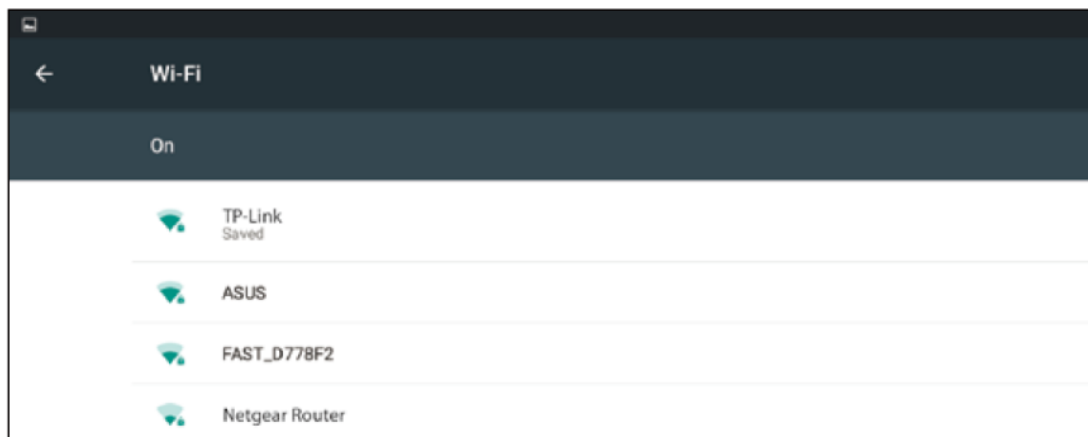 Wi-Fi
On
TP-Link
Saved
ASUS
FAST_D778F2
Netgear Router